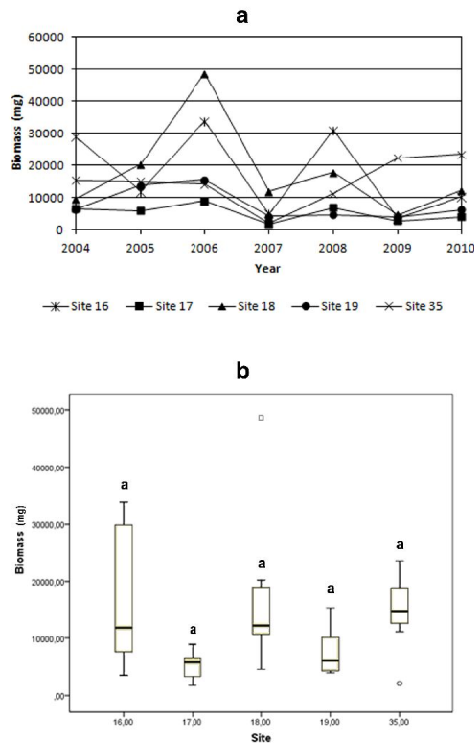 a
60000
50000
40000
30000
20000
10000
0
Biomass (mg)
2004 2005 2006 2007 2008 2009 2010
Year
Site 16 Site 17 Site 18 Site 19 Site 35
b
50000,00
40000,00
30000,00
20000,00
10000,00
,00
Biomass (mg)
a
a
a
a
a
16,00 17,00 18,00 19,00 35,00
Site